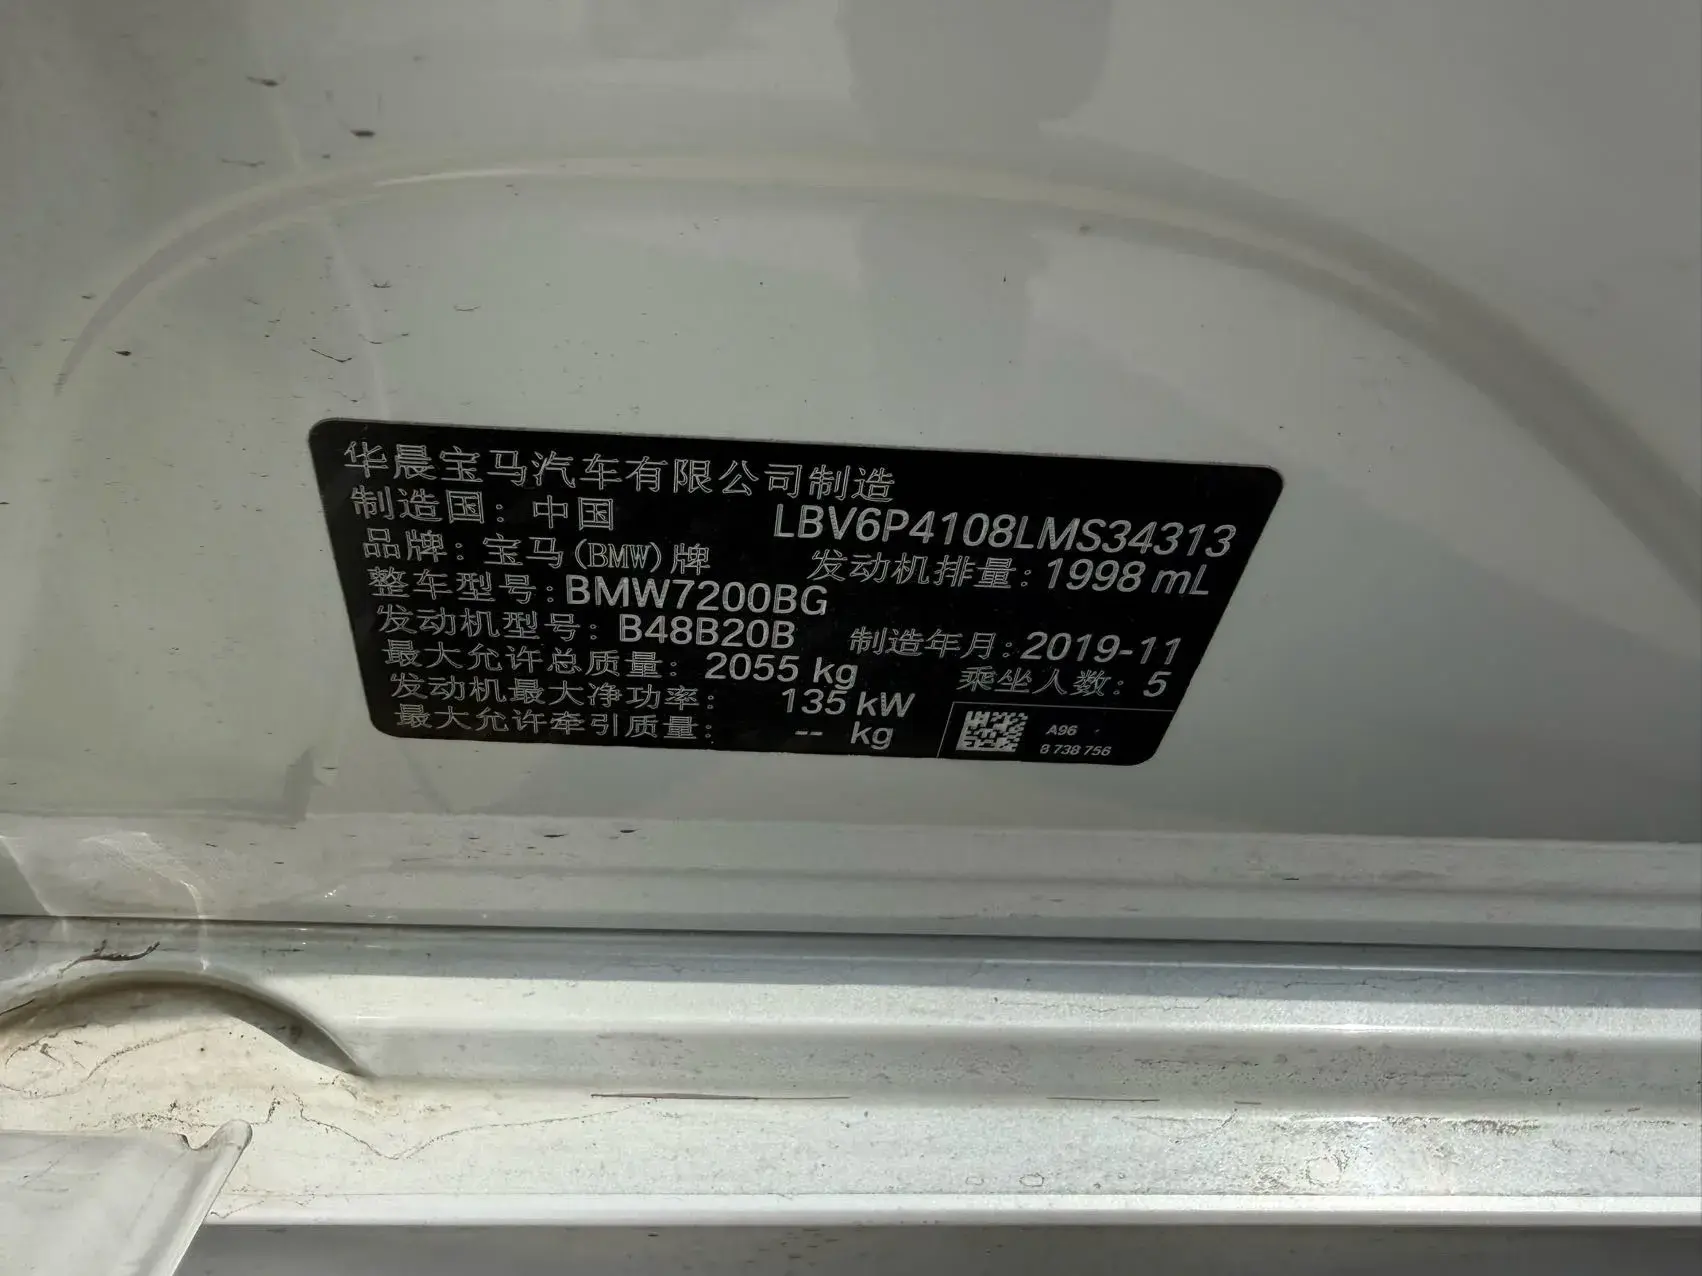 华晨宝马汽车有限公司制造
制造国：中国 LBV6P4108LMS34313
品牌：宝马(BMW)牌 发动机排量：1998 mL
整车型号：BMW7200BG
发动机型号：B48B20B 制造年月：2019-11
最大允许总质量：2055 kg 乘坐人数：5
发动机最大净功率：135 kW
最大允许牵引质量：-- kg
A96
8 738 756